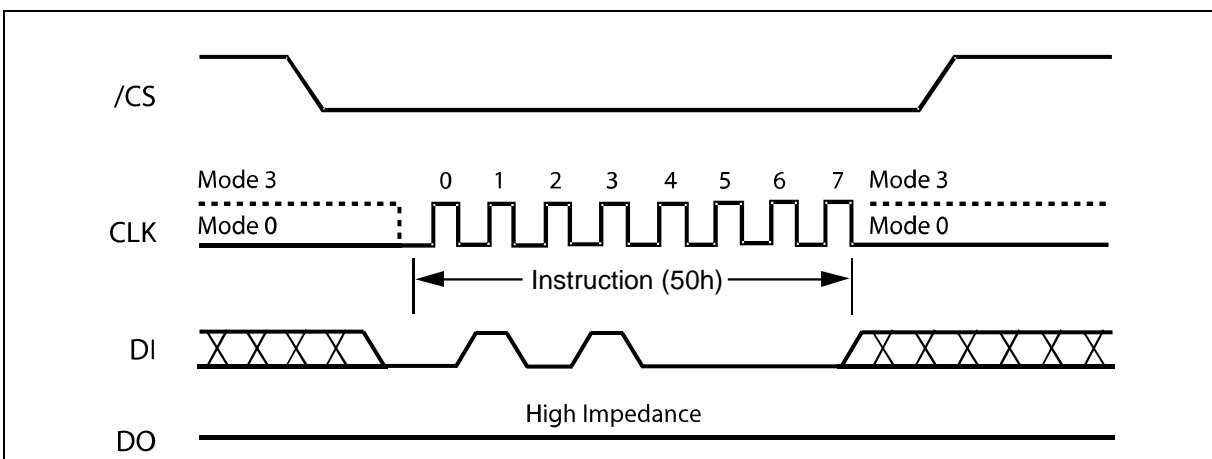 /CS
Mode 3 0 1 2 3 4 5 6 7 Mode 3
CLK Mode 0 Mode 0
Instruction (50h)
DI
High Impedance
DO